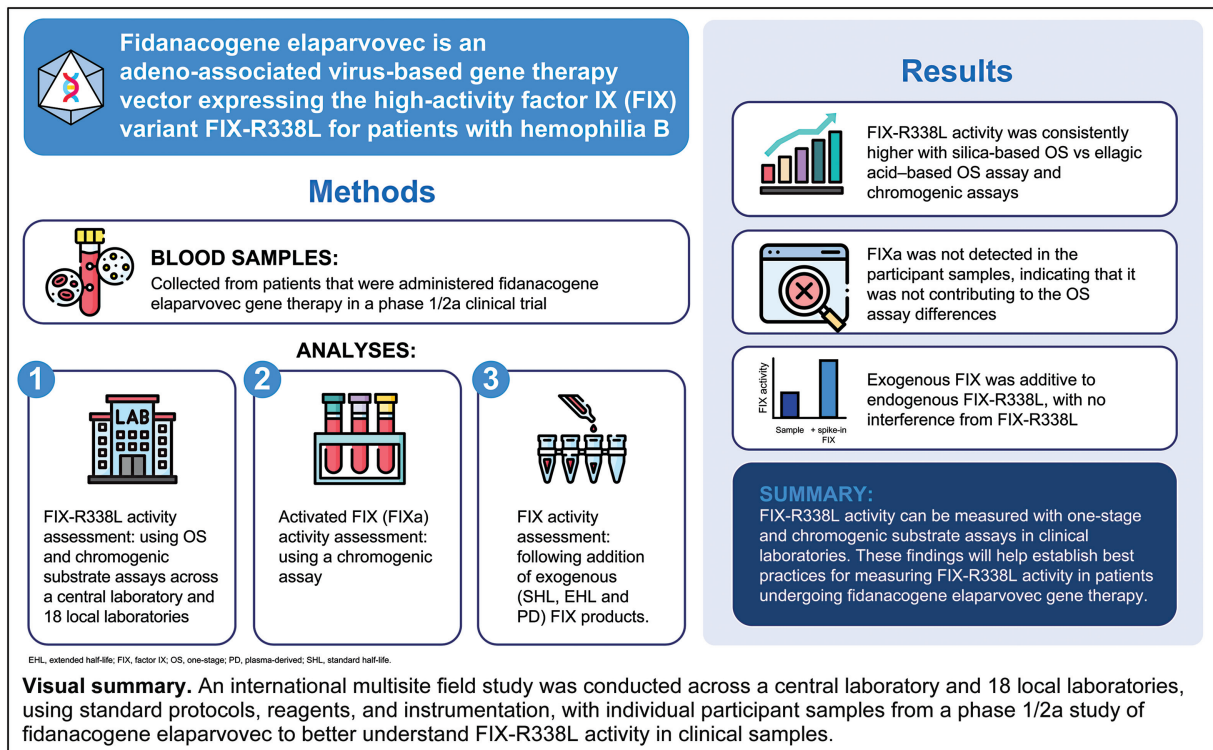 Fidanacogene elaparvovec is an
adeno-associated virus-based gene therapy
vector expressing the high-activity factor IX (FIX)
variant FIX-R338L for patients with hemophilia B
Methods
BLOOD SAMPLES:
Collected from patients that were administered fidanacogene
elaparvovec gene therapy in a phase 1/2a clinical trial
ANALYSES:
1
LAB
FIX-R338L activity
assessment: using OS
and chromogenic
substrate assays across
a central laboratory and
18 local laboratories
2
Activated FIX (FIXa)
activity assessment:
using a chromogenic
assay
3
FIX activity
assessment:
following addition
of exogenous
(SHL, EHL and
PD) FIX products.
EHL, extended half-life; FIX, factor IX; OS, one-stage; PD, plasma-derived; SHL, standard half-life.
Results
FIX-R338L activity was consistently
higher with silica-based OS vs ellagic
acid–based OS assay and
chromogenic assays
FIXa was not detected in the
participant samples, indicating that it
was not contributing to the OS
assay differences
FIX activity
Sample
+ spike-in
FIX
Exogenous FIX was additive to
endogenous FIX-R338L, with no
interference from FIX-R338L
SUMMARY:
FIX-R338L activity can be measured with one-stage
and chromogenic substrate assays in clinical
laboratories. These findings will help establish best
practices for measuring FIX-R338L activity in patients
undergoing fidanacogene elaparvovec gene therapy.
Visual summary. An international multisite field study was conducted across a central laboratory and 18 local laboratories,
using standard protocols, reagents, and instrumentation, with individual participant samples from a phase 1/2a study of
fidanacogene elaparvovec to better understand FIX-R338L activity in clinical samples.